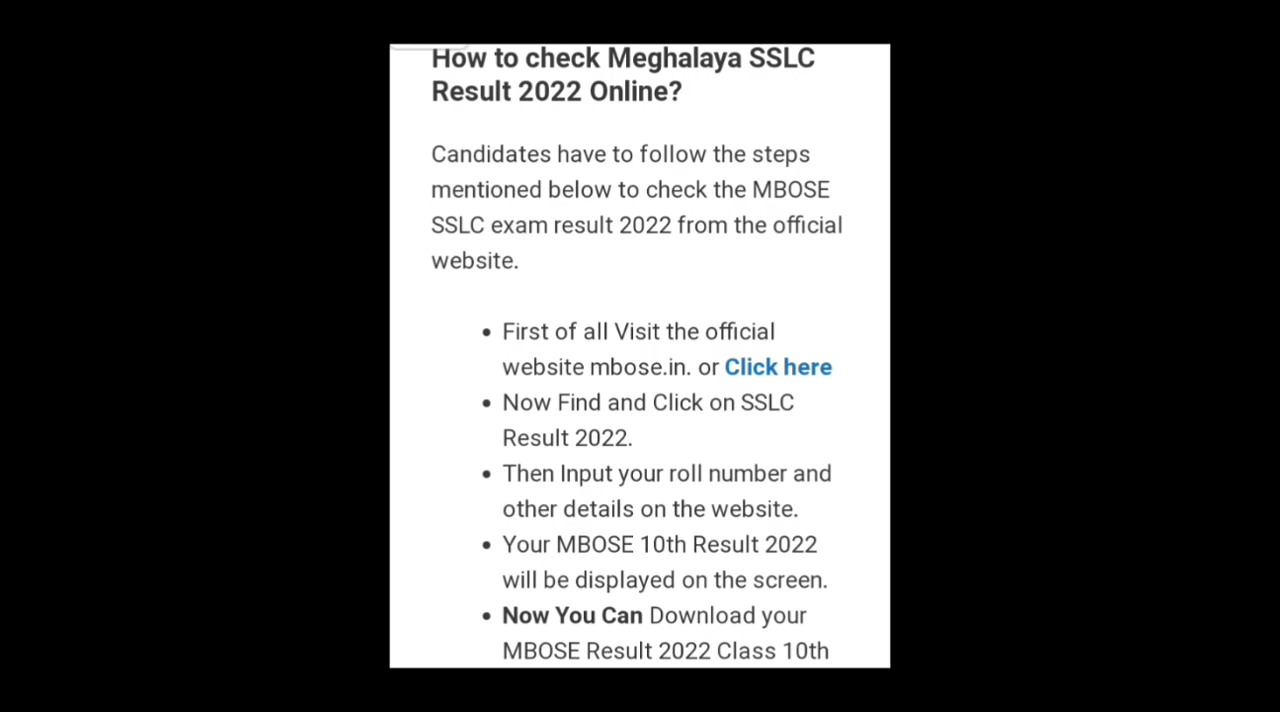 How to check Meghalaya SSLC
Result 2022 Online?
Candidates have to follow the steps
mentioned below to check the MBOSE
SSLC exam result 2022 from the official
website.
• First of all Visit the official
website mbose.in. or Click here
• Now Find and Click on SSLC
Result 2022.
• Then Input your roll number and
other details on the website.
• Your MBOSE 10th Result 2022
will be displayed on the screen.
• Now You Can Download your
MBOSE Result 2022 Class 10th